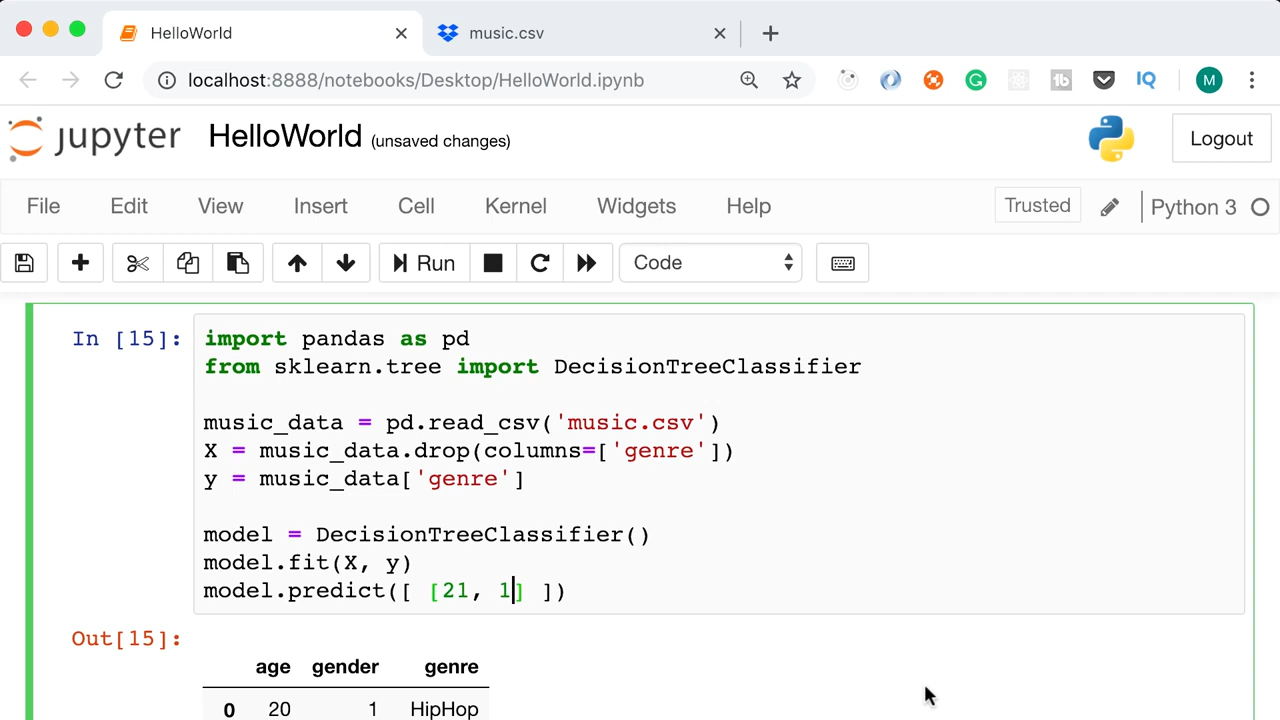 HelloWorld
music.csv
localhost:8888/notebooks/Desktop/HelloWorld.ipynb
tb
G
IQ
M
jupyter HelloWorld (unsaved changes)
Logout
File Edit View Insert Cell Kernel Widgets Help Trusted Python 3
Run Code
In [15]:
import pandas as pd
from sklearn.tree import DecisionTreeClassifier
music_data = pd.read_csv('music.csv')
X = music_data.drop(columns=['genre'])
y = music_data['genre']
model = DecisionTreeClassifier()
model.fit(X, y)
model.predict([ [21, 1] ])
Out[15]:
age gender genre
0 20 1 HipHop